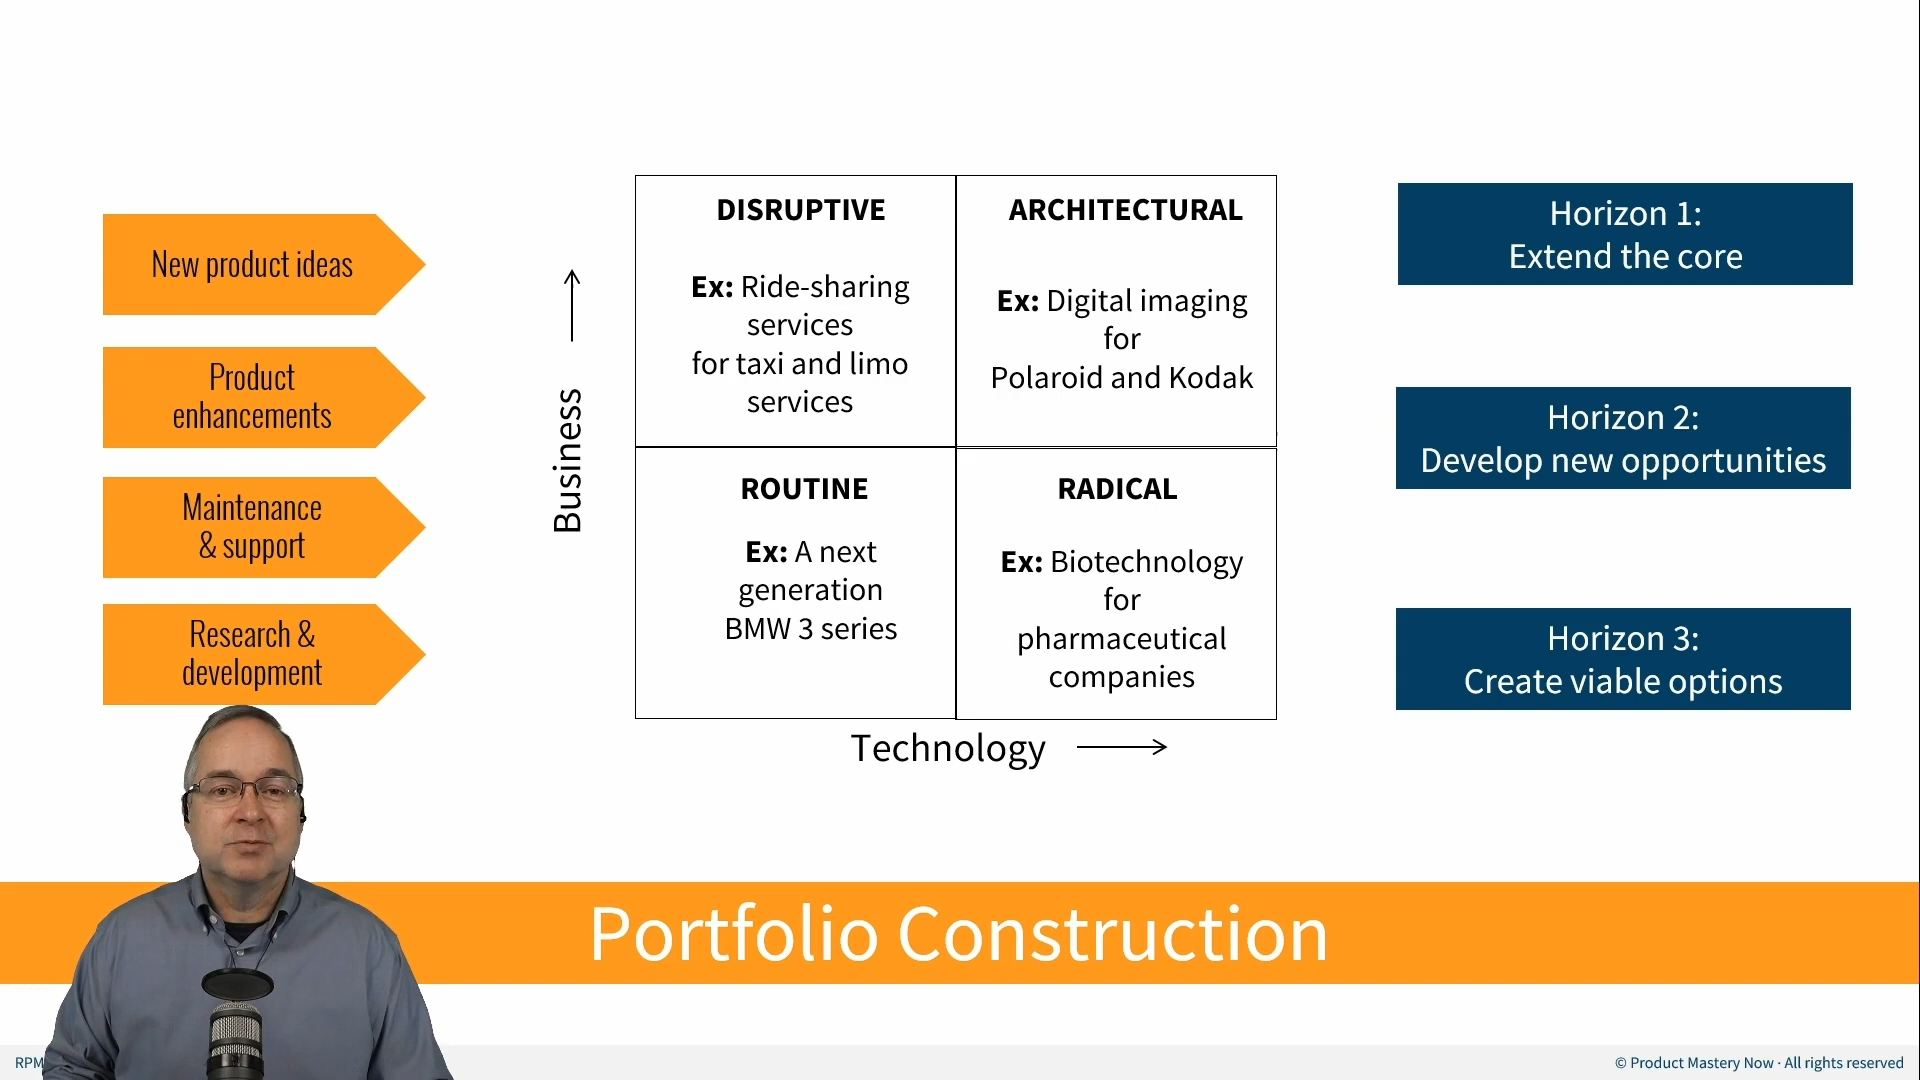 New product ideas
Product
enhancements
Maintenance
& support
Research &
development
Business
DISRUPTIVE
Ex: Ride-sharing
services
for taxi and limo
services
ARCHITECTURAL
Ex: Digital imaging
for
Polaroid and Kodak
ROUTINE
Ex: A next
generation
BMW 3 series
RADICAL
Ex: Biotechnology
for
pharmaceutical
companies
Technology
Horizon 1:
Extend the core
Horizon 2:
Develop new opportunities
Horizon 3:
Create viable options
Portfolio Construction
RPM
© Product Mastery Now · All rights reserved